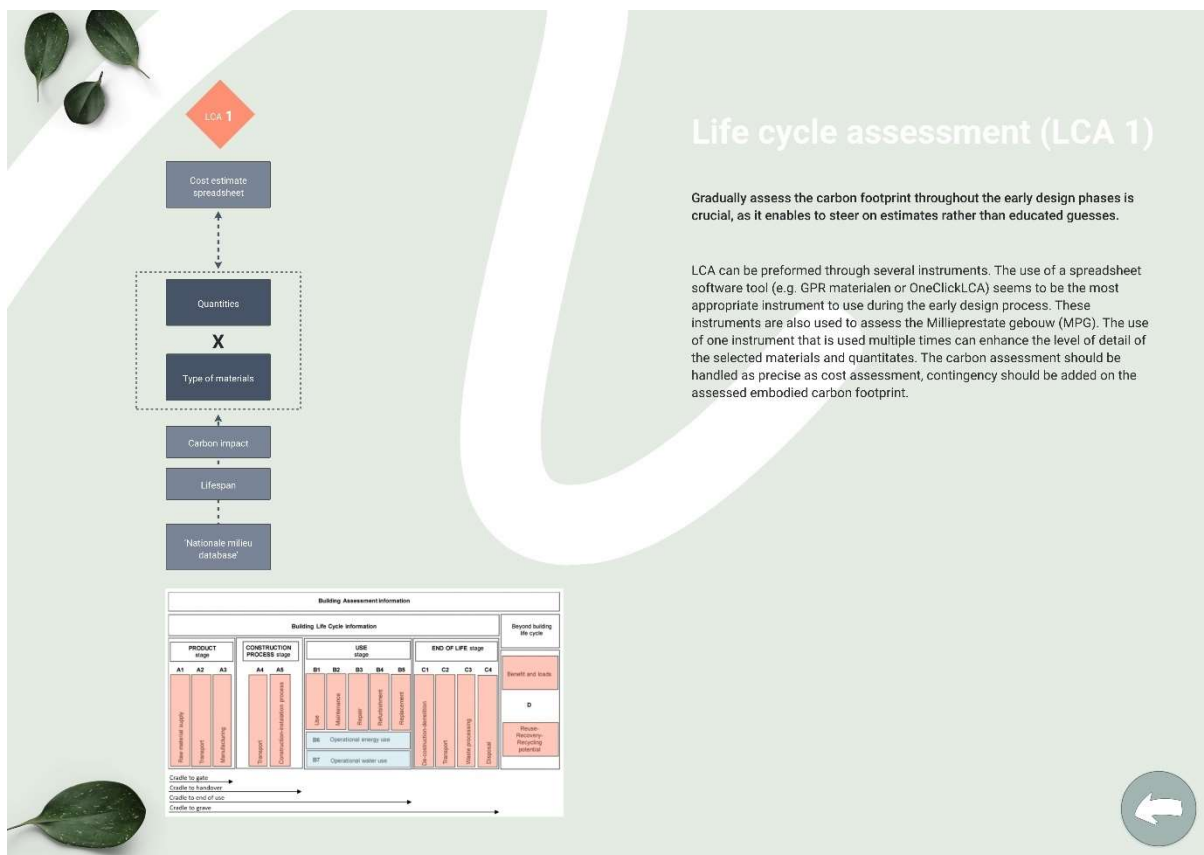 LCA 1
Cost estimate
spreadsheet
Quantities
X
Type of materials
Carbon impact
Lifespan
'Nationale milieu
database'
Life cycle assessment (LCA 1)
Gradually assess the carbon footprint throughout the early design phases is
crucial, as it enables to steer on estimates rather than educated guesses.
LCA can be preformed through several instruments. The use of a spreadsheet
software tool (e.g. GPR materialen or OneClickLCA) seems to be the most
appropriate instrument to use during the early design process. These
instruments are also used to assess the Millieprestate gebouw (MPG). The use
of one instrument that is used multiple times can enhance the level of detail of
the selected materials and quantitates. The carbon assessment should be
handled as precise as cost assessment, contingency should be added on the
assessed embodied carbon footprint.
Building Assessment information
Building Life Cycle information
Beyond building
life cycle
PRODUCT
stage
CONSTRUCTION
PROCESS stage
USE
stage
END OF LIFE stage
A1 A2 A3 A4 A5 B1 B2 B3 B4 B5 C1 C2 C3 C4
Raw material supply
Transport
Manufacturing
Transport
Construction-instalation process
Use
Maintenance
Repair
Refurbishment
Replacement
B6 Operational energy use
B7 Operational water use
De-contruction-demolition
Transport
Waste processing
Disposal
Benefit and loads
D
Reuse-
Recovery-
Recycling
potential
Cradle to gate
Cradle to handover
Cradle to end of use
Cradle to grave